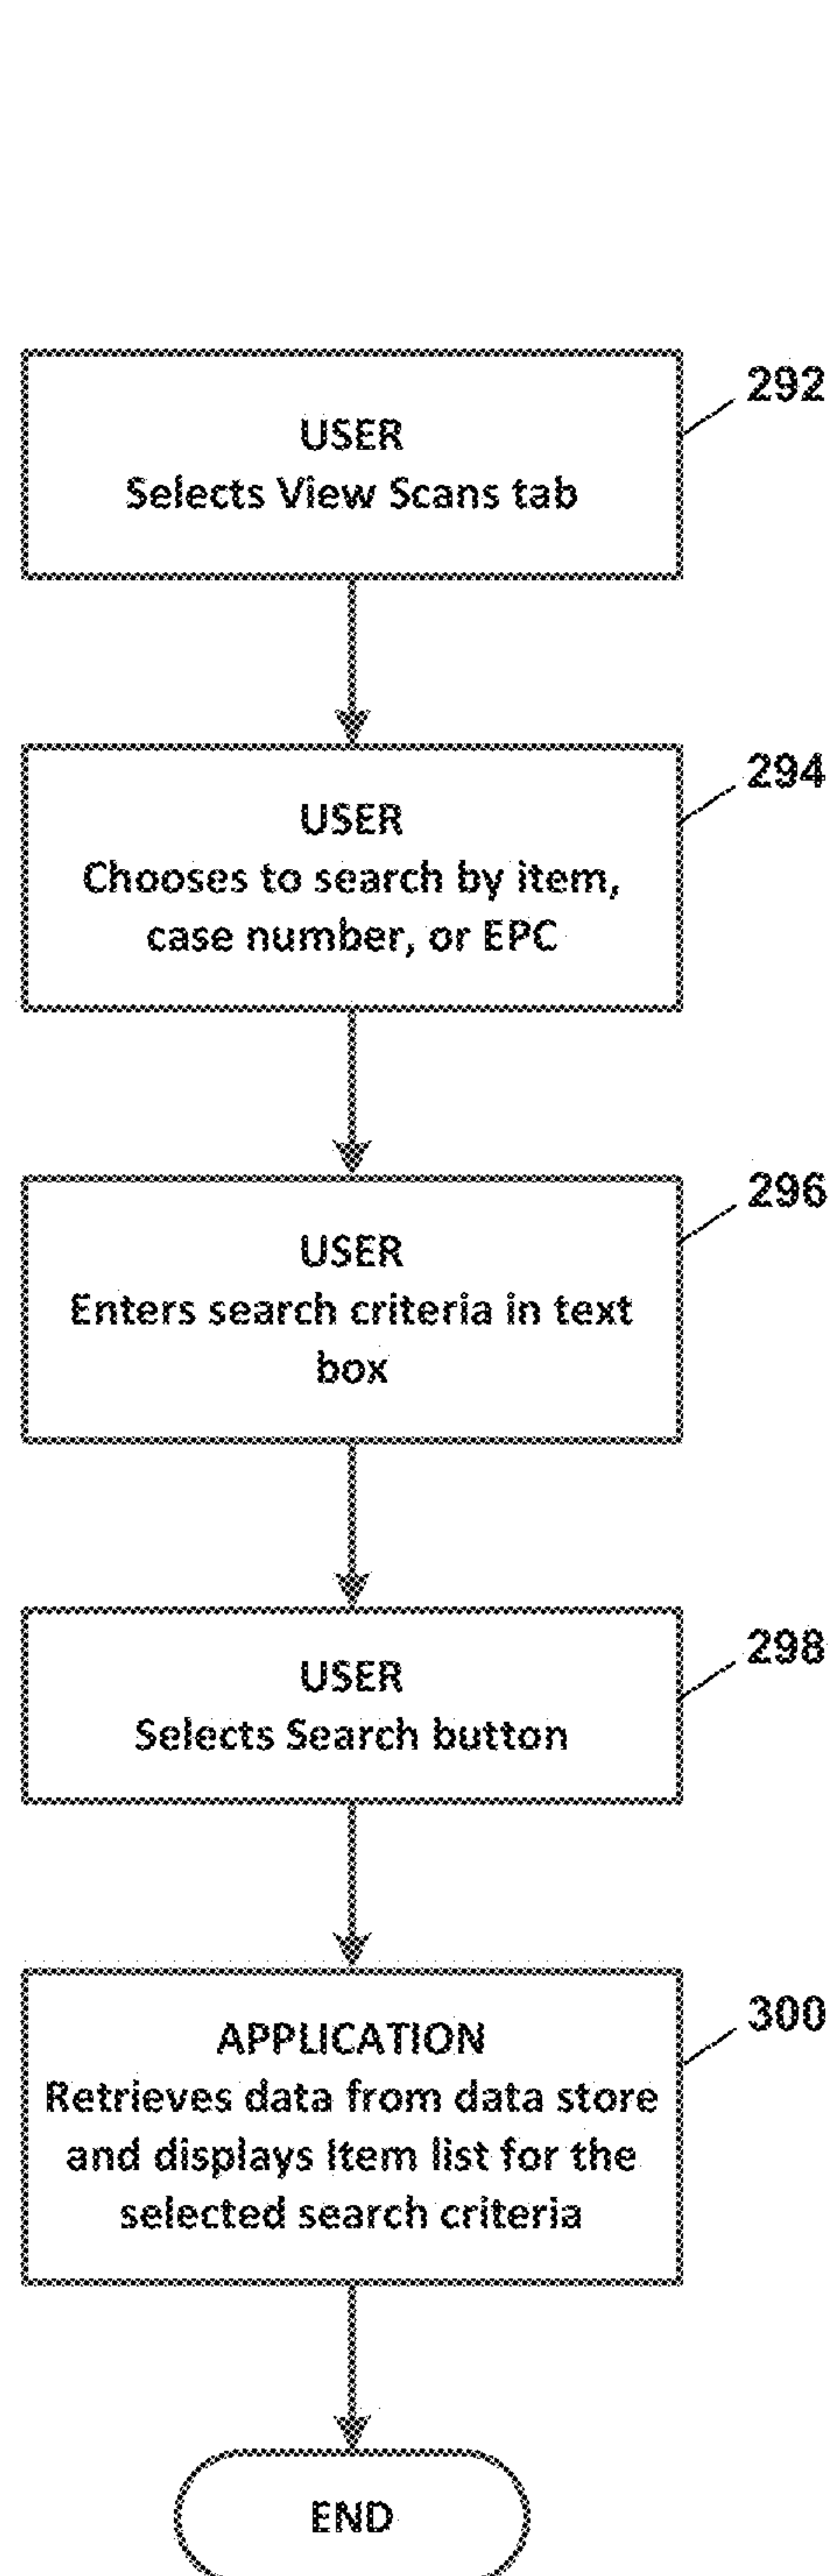 292
USER
Selects View Scans tab
294
USER
Chooses to search by item,
case number, or EPC
296
USER
Enters search criteria in text
box
298
USER
Selects Search button
300
APPLICATION
Retrieves data from data store
and displays Item list for the
selected search criteria
END